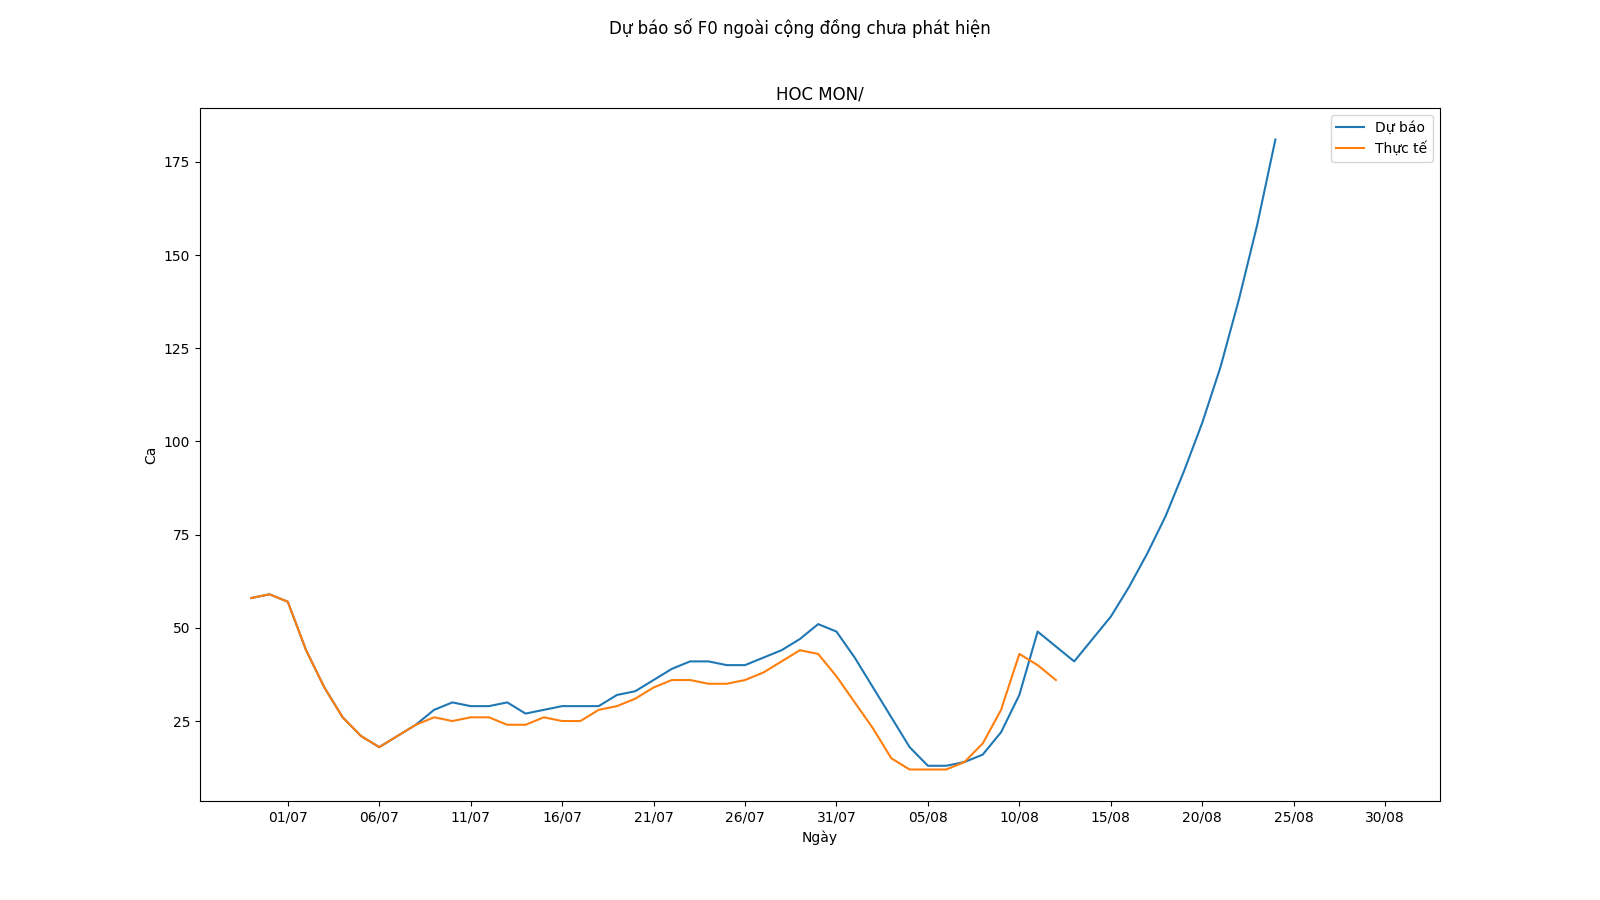 Dự báo số F0 ngoài cộng đồng chưa phát hiện
HOC MON/
Dự báo
Thực tế
175
150
125
100
75
50
25
Ca
01/07 06/07 11/07 16/07 21/07 26/07 31/07 05/08 10/08 15/08 20/08 25/08 30/08
Ngày